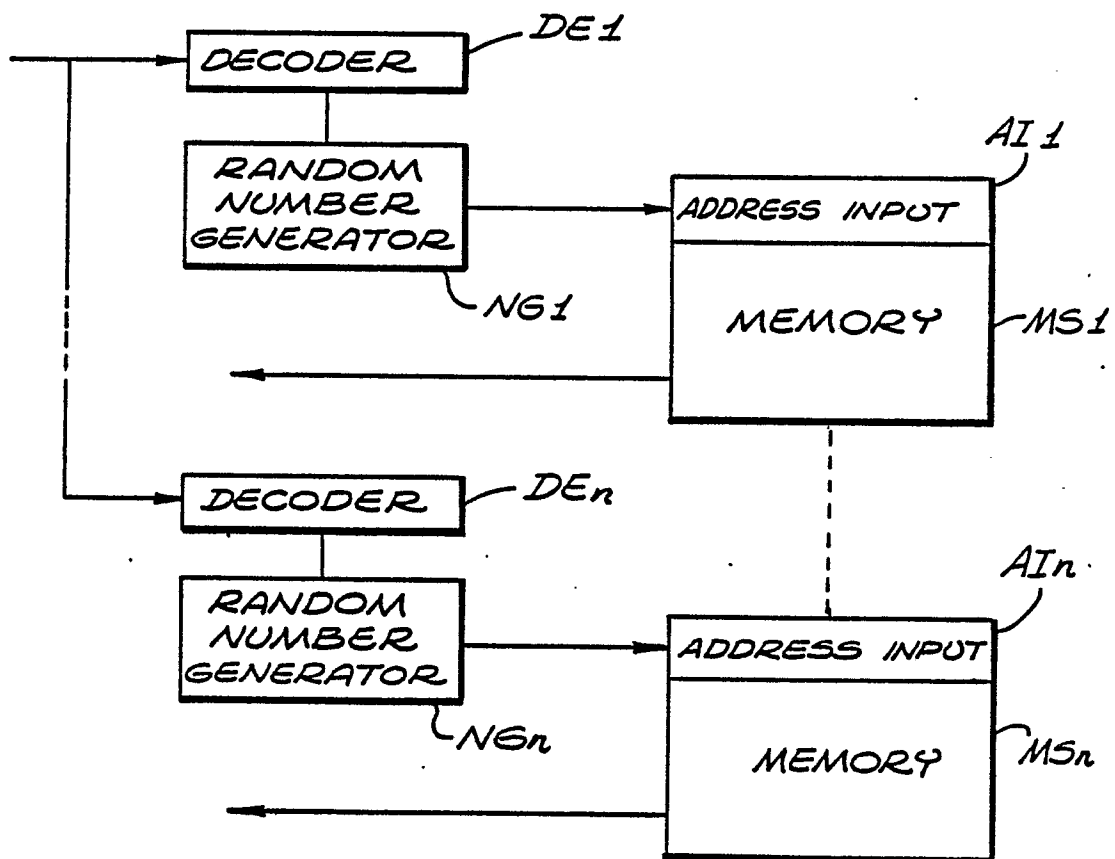 DE1
DECODER
AI1
RANDOM
NUMBER
GENERATOR
ADDRESS INPUT
NG1
MEMORY
MS1
DECODER
DEn
AIn
RANDOM
NUMBER
GENERATOR
ADDRESS INPUT
NGn
MEMORY
MSn